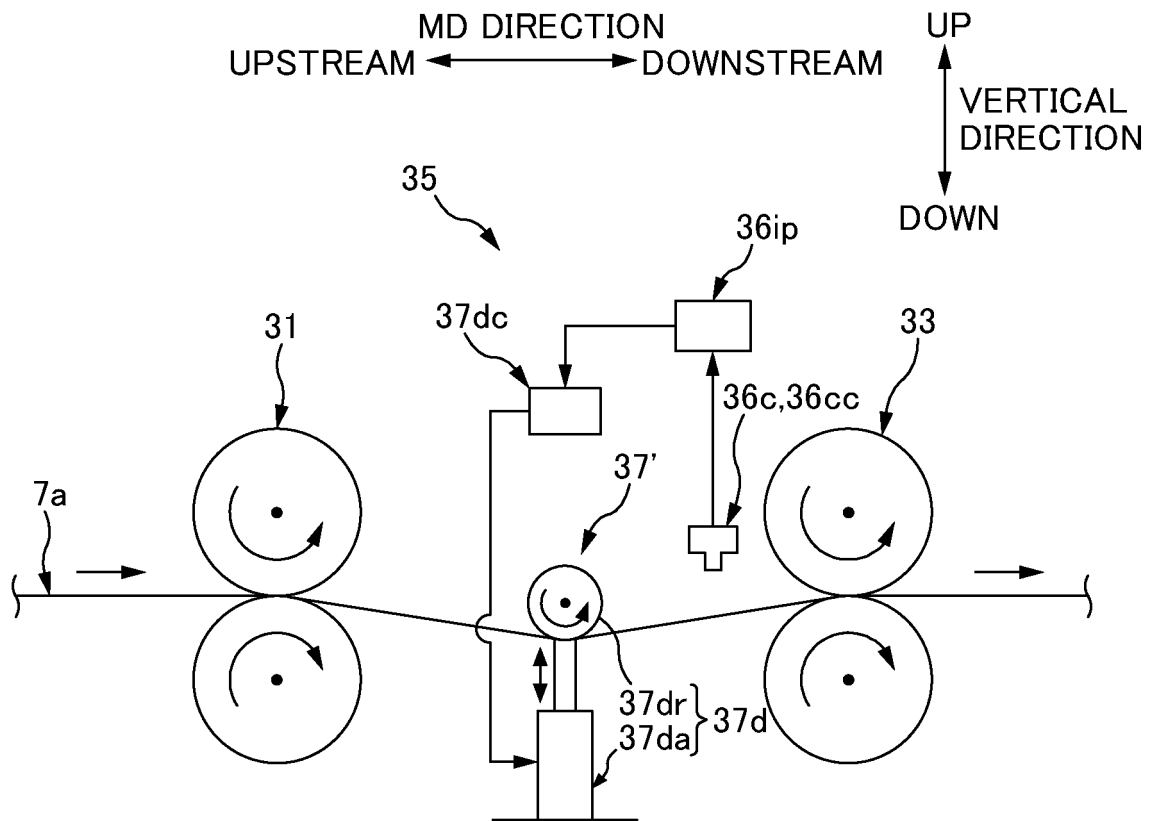 MD DIRECTION
UPSTREAM DOWNSTREAM
UP
VERTICAL
DIRECTION
DOWN
35
36ip
31
37dc
33
36c,36cc
37'
7a
37dr
37da
37d